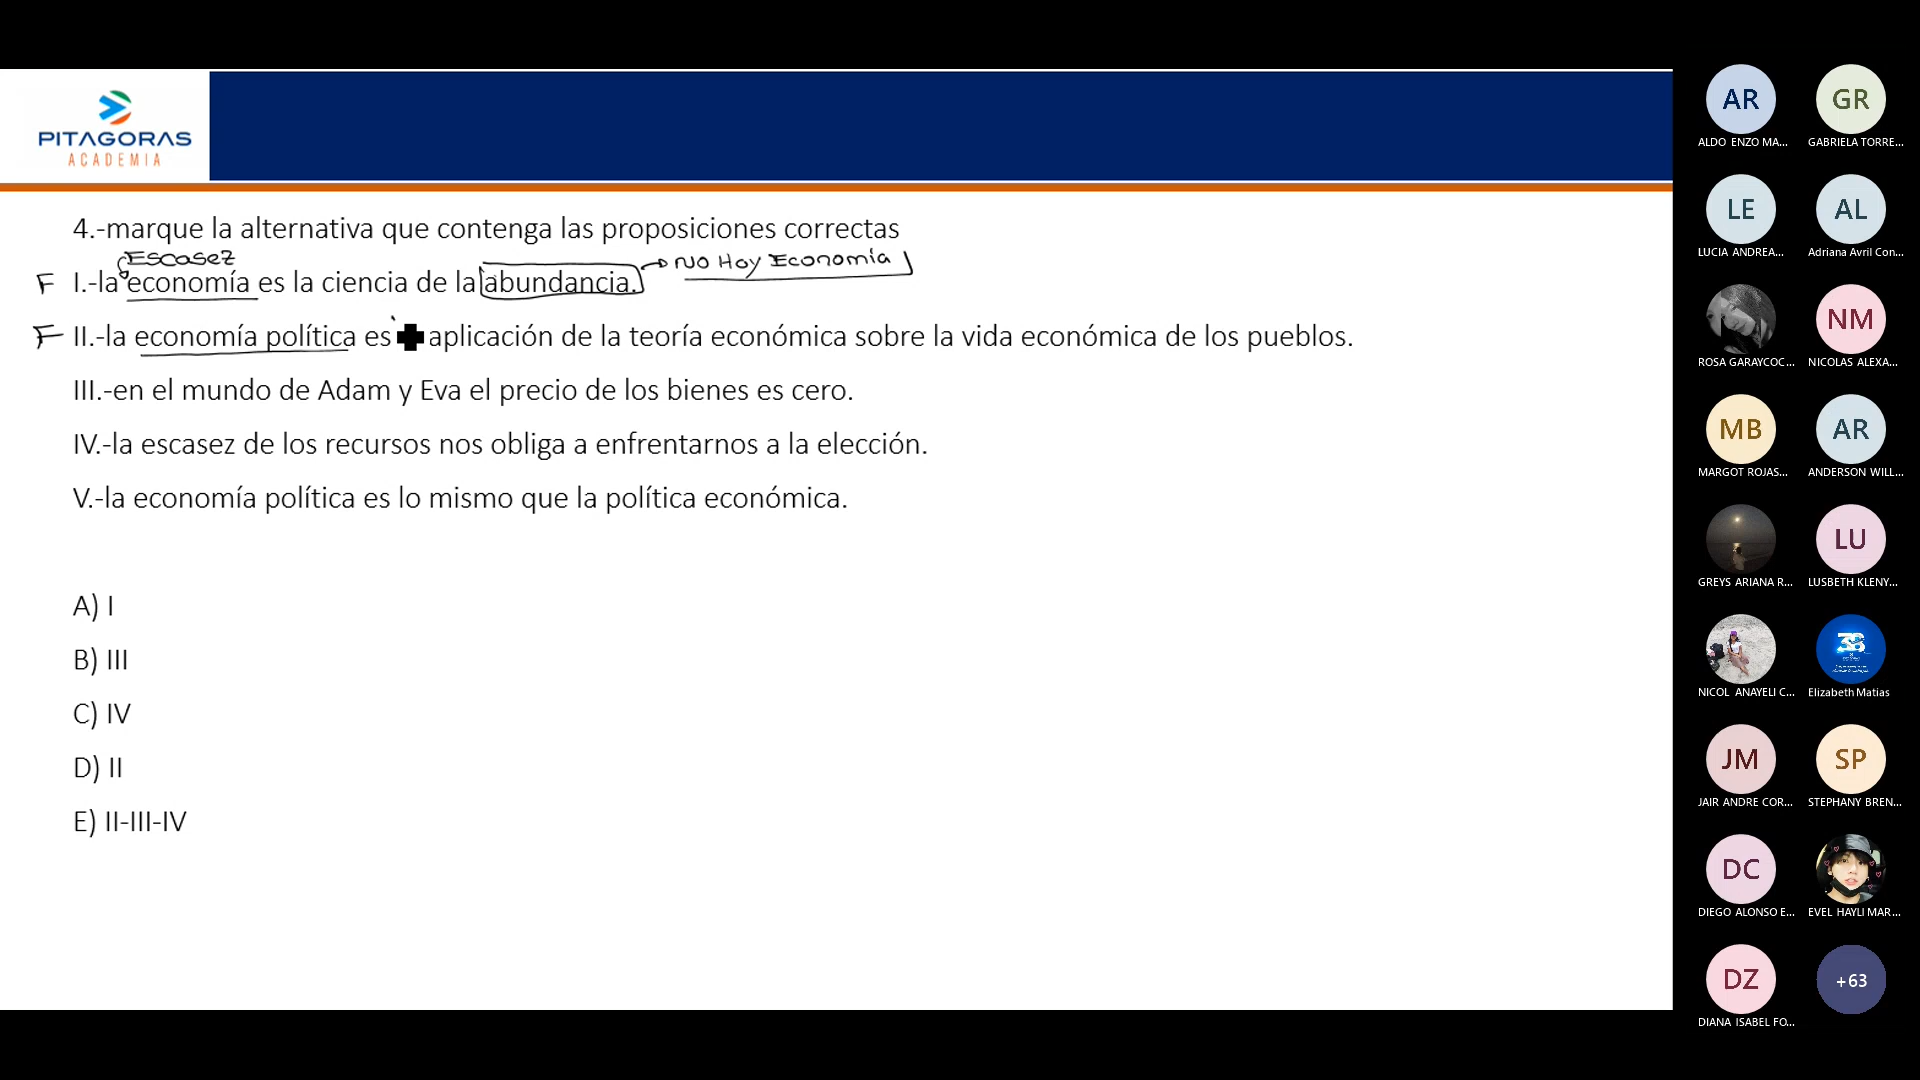 PITAGORAS
ACADEMIA
4.-marque la alternativa que contenga las proposiciones correctas
Escasez
No Hay Economía
F I.-la economía es la ciencia de la abundancia.
F II.-la economía política es aplicación de la teoría económica sobre la vida económica de los pueblos.
III.-en el mundo de Adam y Eva el precio de los bienes es cero.
IV.-la escasez de los recursos nos obliga a enfrentarnos a la elección.
V.-la economía política es lo mismo que la política económica.
A) I
B) III
C) IV
D) II
E) II-III-IV
AR
GR
ALDO ENZO MA...
GABRIELA TORRE...
LE
AL
LUCIA ANDREA...
Adriana Avril Con...
NM
ROSA GARAYCOC...
NICOLAS ALEXA...
MB
AR
MARGOT ROJAS...
ANDERSON WILL...
LU
GREYS ARIANA R...
LUSBETH KLENY...
38
NICOL ANAYELI C...
Elizabeth Matias
JM
SP
JAIR ANDRE COR...
STEPHANY BREN...
DC
DIEGO ALONSO E...
EVEL HAYLI MAR...
DZ
+63
DIANA ISABEL FO...